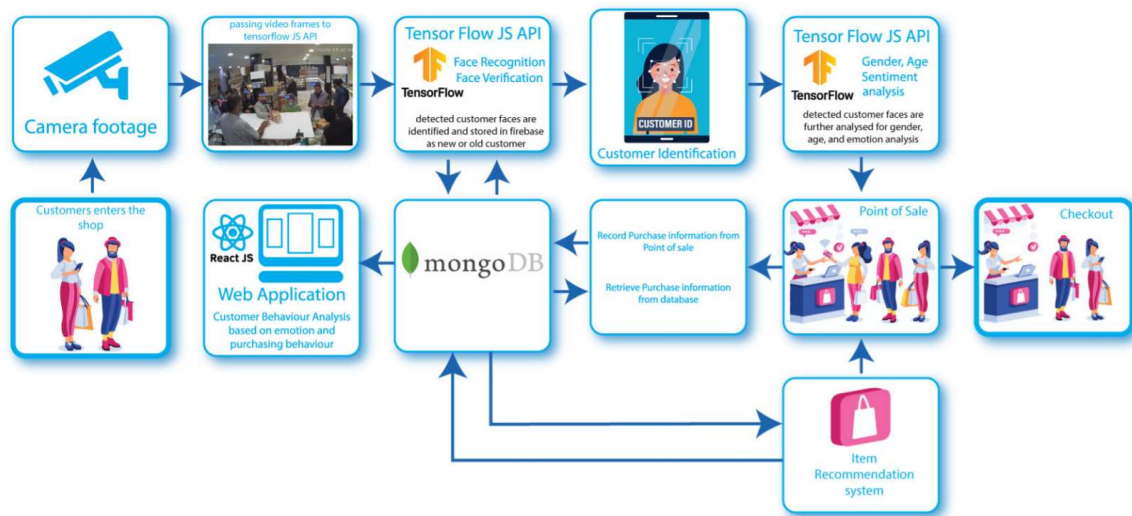 Camera footage
passing video frames to
tensorflow JS API
Tensor Flow JS API
Face Recognition
Face Verification
TensorFlow
detected customer faces are
identified and stored in firebase
as new or old customer
CUSTOMER ID
Customer Identification
Tensor Flow JS API
Gender, Age
Sentiment
analysis
TensorFlow
detected customer faces are
further analysed for gender,
age, and emotion analysis
Customers enters the
shop
React JS
Web Application
Customer Behaviour Analysis
based on emotion and
purchasing behaviour
mongoDB
Record Purchase information from
Point of sale
Retrieve Purchase information
from database
Point of Sale
Checkout
Item
Recommendation
system